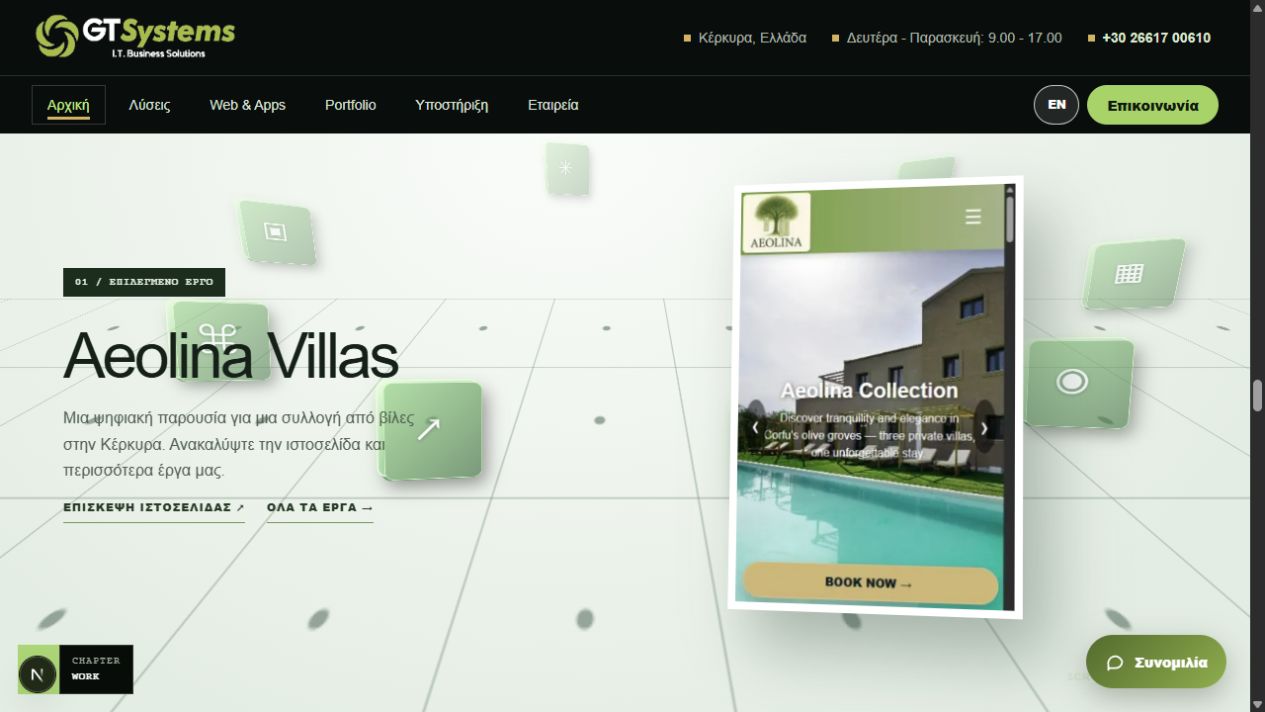 GTSystems
I.T. Business Solutions
Κέρκυρα, Ελλάδα
Δευτέρα - Παρασκευή: 9.00 - 17.00
+30 26617 00610
Αρχική
Λύσεις
Web & Apps
Portfolio
Υποστήριξη
Εταιρεία
EN
Επικοινωνία
01 / ΕΠΙΛΕΓΜΕΝΟ ΕΡΓΟ
Aeolina Villas
Μια ψηφιακή παρουσία για μια συλλογή από βίλες
στην Κέρκυρα. Ανακαλύψτε την ιστοσελίδα και
περισσότερα έργα μας.
ΕΠΙΣΚΕΨΗ ΙΣΤΟΣΕΛΙΔΑΣ ↗
ΟΛΑ ΤΑ ΕΡΓΑ →
AEOLINA
Aeolina Collection
Discover tranquility and elegance in
Corfu's olive groves — three private villas,
one unforgettable stay
BOOK NOW →
N
CHAPTER
WORK
Συνομιλία